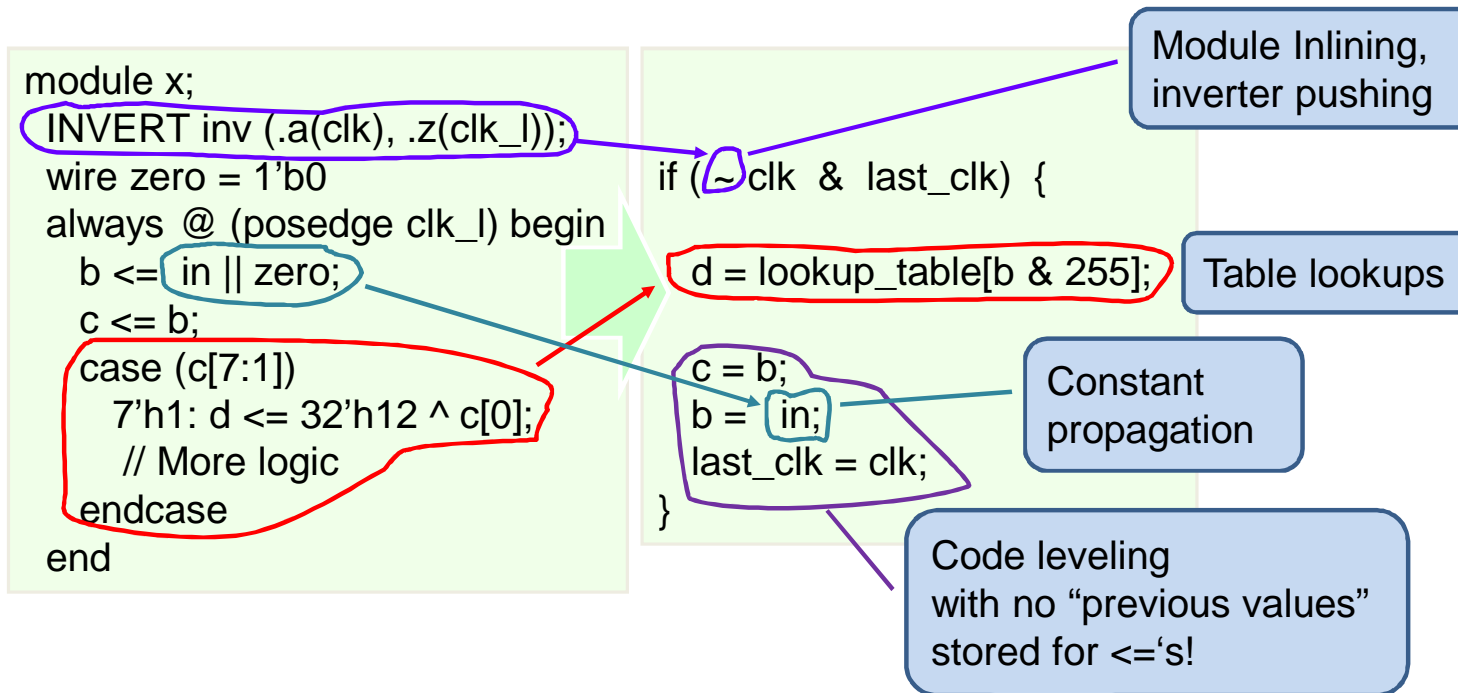 module x;
INVERT inv (.a(clk), .z(clk_l));
wire zero = 1’b0
always @ (posedge clk_l) begin
b <= in || zero;
c <= b;
case (c[7:1])
7’h1: d <= 32’h12 ^ c[0];
// More logic
endcase
end
if ( ~ clk & last_clk) {
d = lookup_table[b & 255];
c = b;
b = in;
last_clk = clk;
}
Module Inlining,
inverter pushing
Table lookups
Constant
propagation
Code leveling
with no “previous values”
stored for <=‘s!